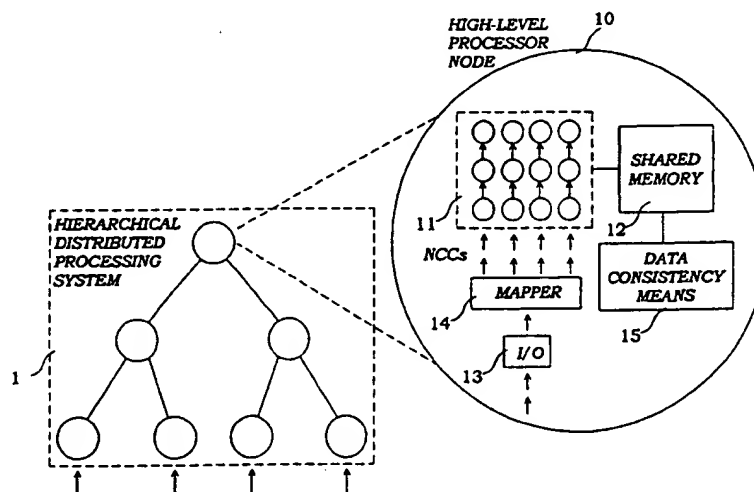 HIGH-LEVEL
PROCESSOR
NODE
10
SHARED
MEMORY
11
12
HIERARCHICAL
DISTRIBUTED
PROCESSING
SYSTEM
NCCs
DATA
CONSISTENCY
MEANS
MAPPER
14
15
13
I/O
1